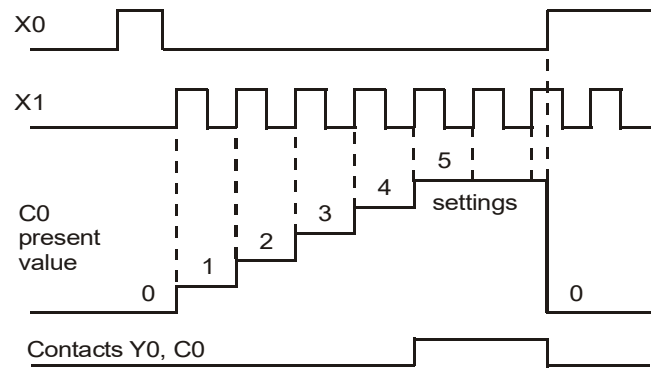 X0
X1
5
4
settings
3
C0
present
value
2
1
0
0
Contacts Y0, C0